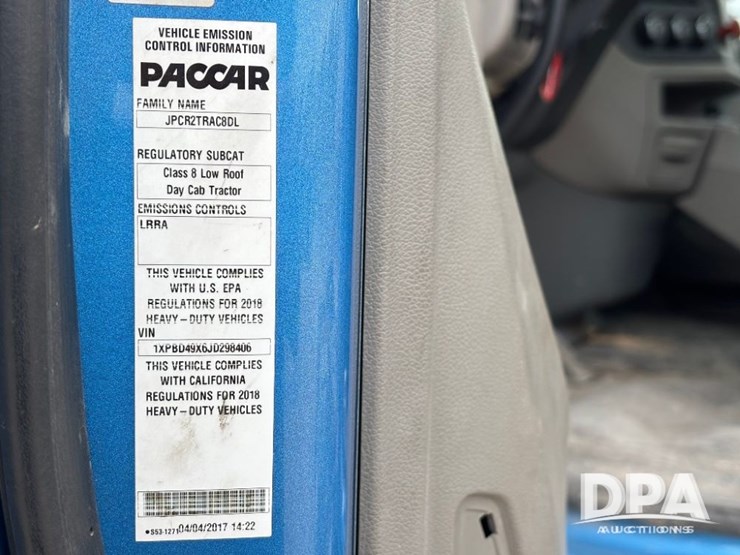 VEHICLE EMISSION
CONTROL INFORMATION
PACCAR
FAMILY NAME
JPCR2TRAC8DL
REGULATORY SUBCAT
Class 8 Low Roof
Day Cab Tractor
EMISSIONS CONTROLS
LRRA
THIS VEHICLE COMPLIES
WITH U.S. EPA
REGULATIONS FOR 2018
HEAVY-DUTY VEHICLES
VIN
1XPBD49X6JD298406
THIS VEHICLE COMPLIES
WITH CALIFORNIA
REGULATIONS FOR 2018
HEAVY-DUTY VEHICLES
S53-1271 04/04/2017 14:22
DPA
AUCTIONS